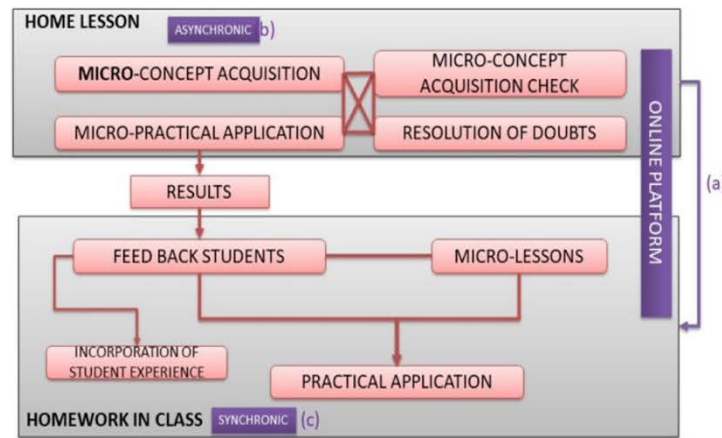 HOME LESSON
ASYNCHRONIC b)
MICRO-CONCEPT ACQUISITION
MICRO-CONCEPT
ACQUISITION CHECK
MICRO-PRACTICAL APPLICATION
RESOLUTION OF DOUBTS
ONLINE PLATFORM
(a
RESULTS
FEED BACK STUDENTS
MICRO-LESSONS
INCORPORATION OF
STUDENT EXPERIENCE
PRACTICAL APPLICATION
HOMEWORK IN CLASS SYNCHRONIC (c)